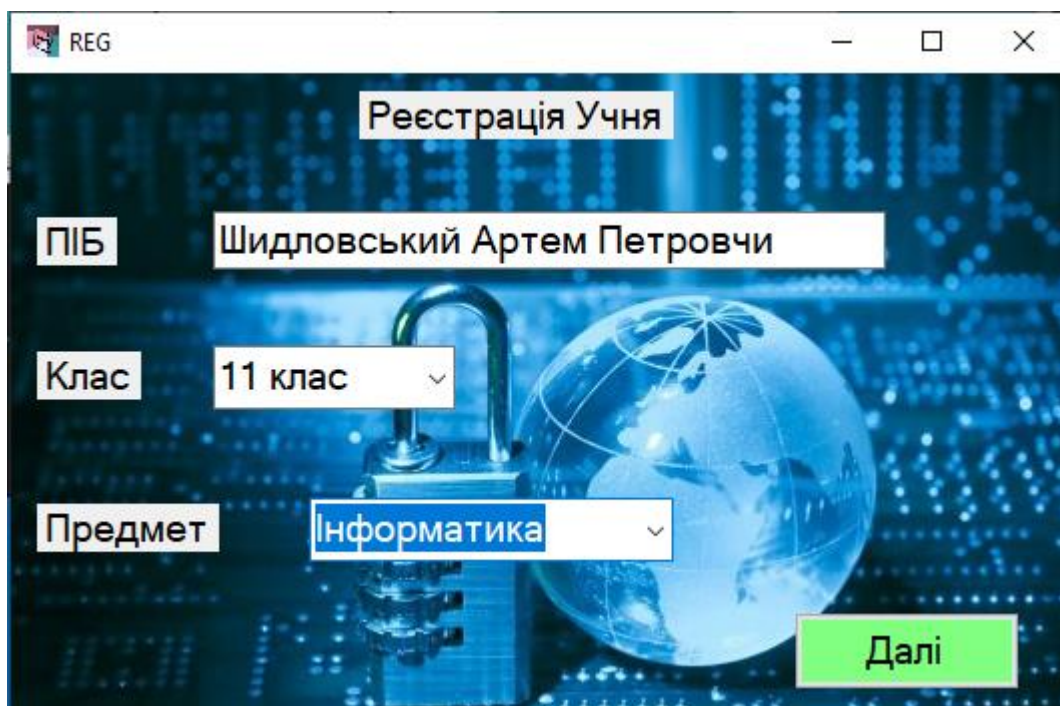 REG
Реєстрація Учня
ПІБ Шидловський Артем Петровчи
Клас 11 клас
Предмет Інформатика
Далі